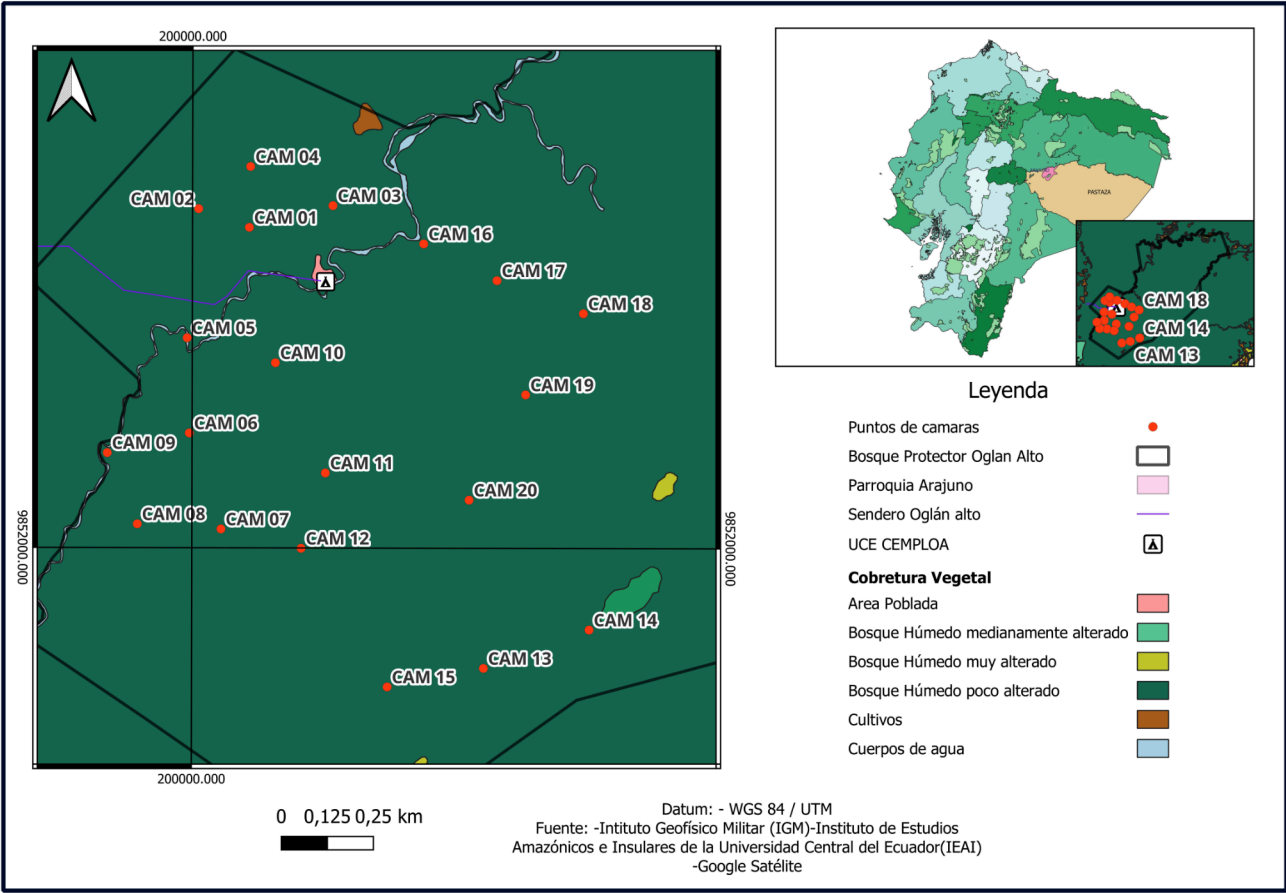 200000.000
CAM 04
CAM 02
CAM 03
CAM 01
CAM 16
CAM 17
CAM 18
CAM 05
CAM 10
CAM 19
CAM 06
CAM 09
CAM 11
CAM 20
CAM 08
CAM 07
CAM 12
9852000.000
9852000.000
CAM 14
CAM 13
CAM 15
200000.000
PASTAZA
CAM 18
CAM 14
CAM 13
Leyenda
Puntos de camaras
Bosque Protector Oglan Alto
Parroquia Arajuno
Sendero Oglán alto
UCE CEMPLOA
Cobretura Vegetal
Area Poblada
Bosque Húmedo medianamente alterado
Bosque Húmedo muy alterado
Bosque Húmedo poco alterado
Cultivos
Cuerpos de agua
0 0,125 0,25 km
Datum: - WGS 84 / UTM
Fuente: -Intituto Geofísico Militar (IGM)-Instituto de Estudios
Amazónicos e Insulares de la Universidad Central del Ecuador(IEAI)
-Google Satélite